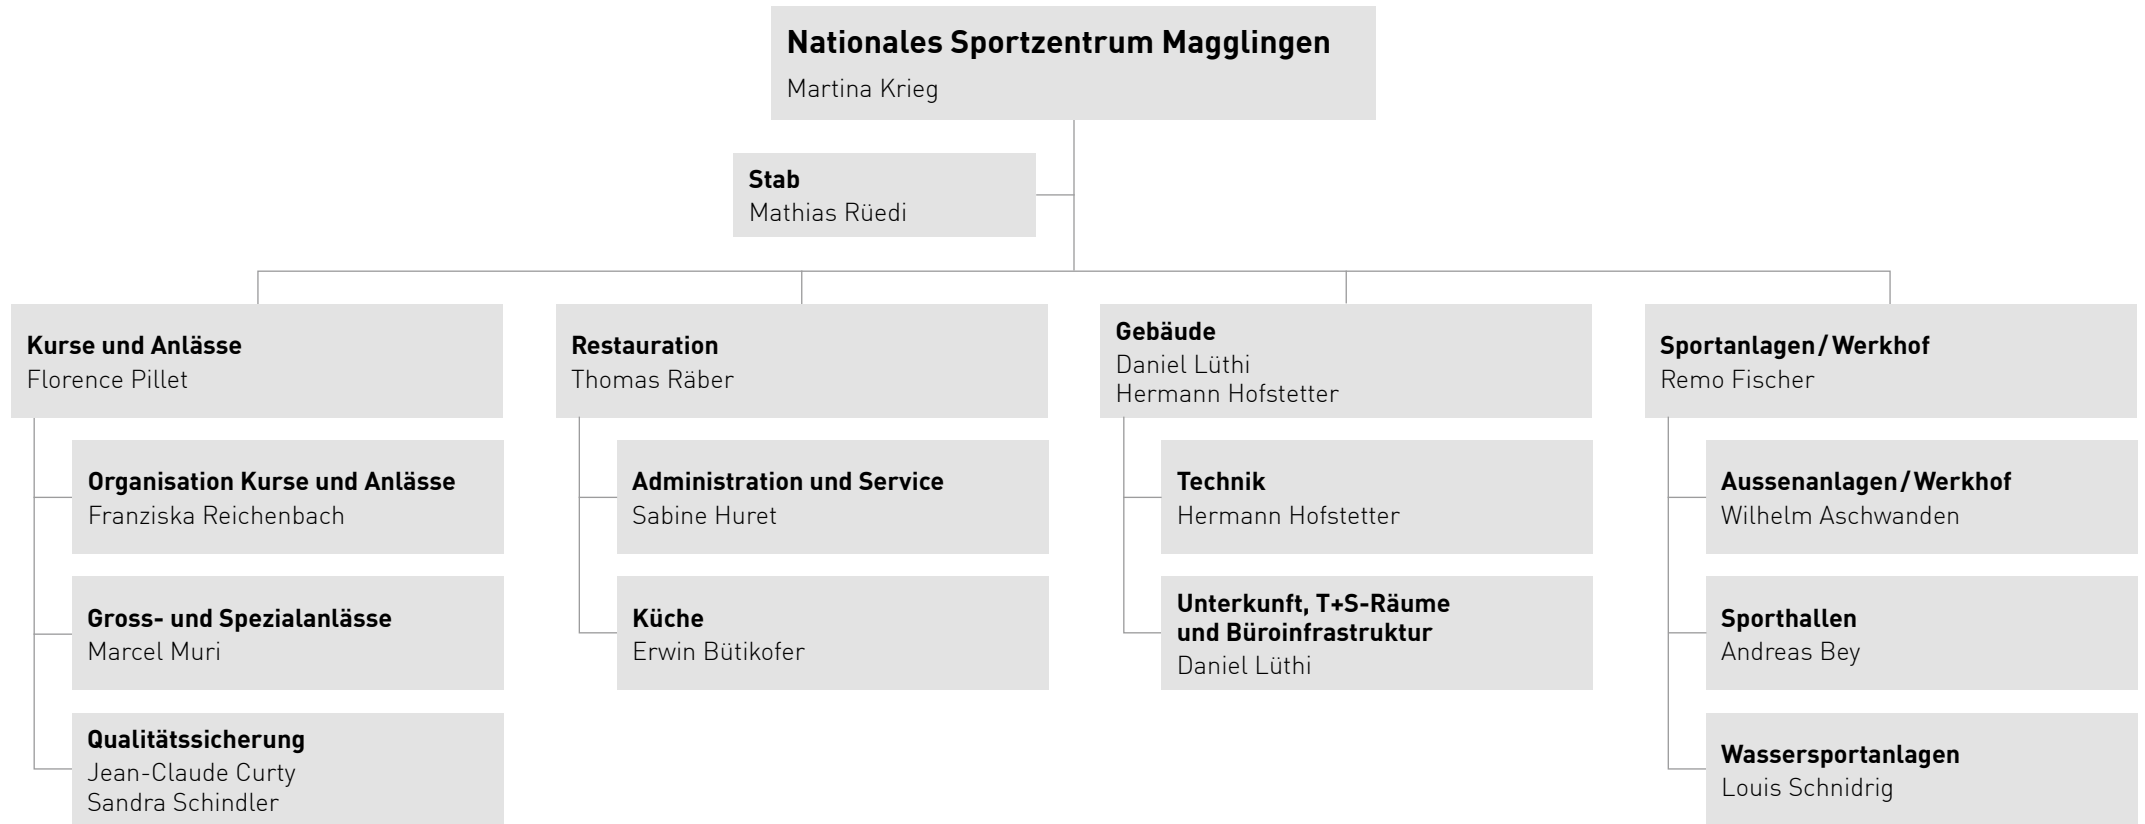 Nationales Sportzentrum Magglingen
Martina Krieg
Stab
Mathias Rüedi
Kurse und Anlässe
Florence Pillet
Organisation Kurse und Anlässe
Franziska Reichenbach
Gross- und Spezialanlässe
Marcel Muri
Qualitätssicherung
Jean-Claude Curty
Sandra Schindler
Restauration
Thomas Räber
Administration und Service
Sabine Huret
Küche
Erwin Bütikofer
Gebäude
Daniel Lüthi
Hermann Hofstetter
Technik
Hermann Hofstetter
Unterkunft, T+S-Räume
und Büroinfrastruktur
Daniel Lüthi
Sportanlagen/Werkhof
Remo Fischer
Aussenanlagen/Werkhof
Wilhelm Aschwanden
Sporthallen
Andreas Bey
Wassersportanlagen
Louis Schnidrig